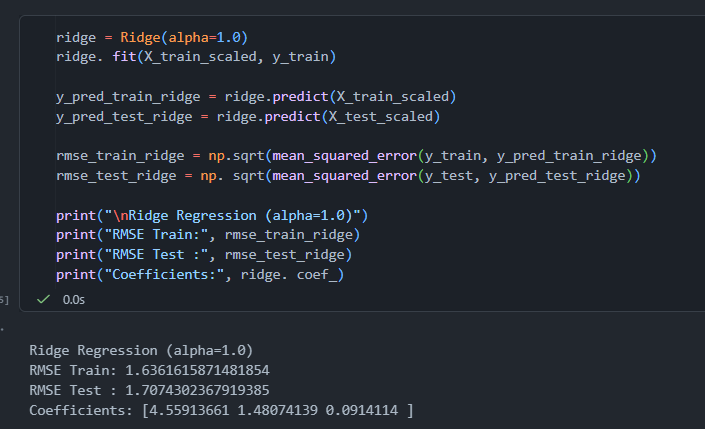 ridge = Ridge(alpha=1.0)
ridge. fit(X_train_scaled, y_train)
y_pred_train_ridge = ridge.predict(X_train_scaled)
y_pred_test_ridge = ridge.predict(X_test_scaled)
rmse_train_ridge = np.sqrt(mean_squared_error(y_train, y_pred_train_ridge))
rmse_test_ridge = np. sqrt(mean_squared_error(y_test, y_pred_test_ridge))
print("\nRidge Regression (alpha=1.0)")
print("RMSE Train:", rmse_train_ridge)
print("RMSE Test :", rmse_test_ridge)
print("Coefficients:", ridge. coef_)
0.0s
Ridge Regression (alpha=1.0)
RMSE Train: 1.6361615871481854
RMSE Test : 1.7074302367919385
Coefficients: [4.55913661 1.48074139 0.0914114 ]